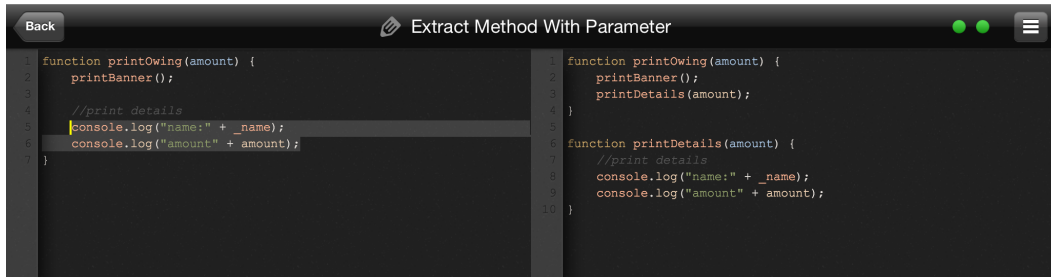 Back
Extract Method With Parameter
1 function printOwing(amount) {
2     printBanner();
3
4     //print details
5     console.log("name:" + _name);
6     console.log("amount" + amount);
7 }
1 function printOwing(amount) {
2     printBanner();
3     printDetails(amount);
4 }
5
6 function printDetails(amount) {
7     //print details
8     console.log("name:" + _name);
9     console.log("amount" + amount);
10 }